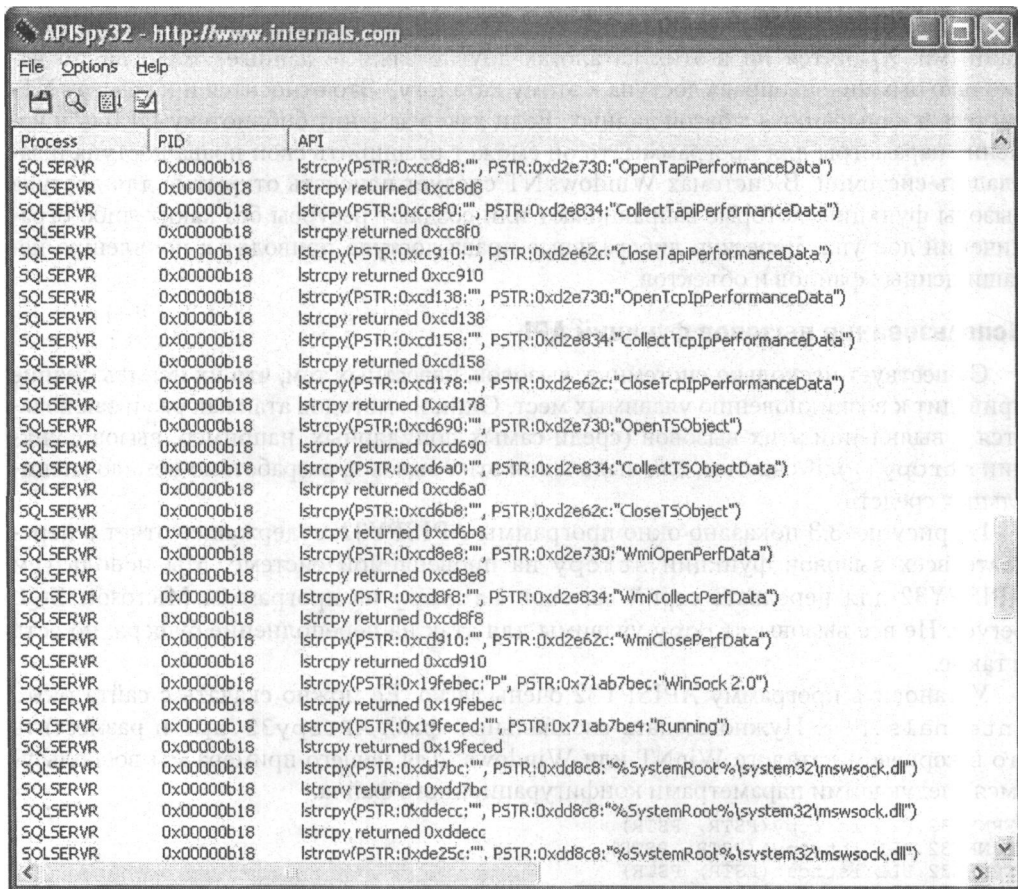 APISpy32 - http://www.internals.com
File Options Help
Process PID API
SQLSERVR 0x00000b18 lstrcpy(PSTR:0xcc8d8:"", PSTR:0xd2e730:"OpenTapiPerformanceData")
SQLSERVR 0x00000b18 lstrcpy returned 0xcc8d8
SQLSERVR 0x00000b18 lstrcpy(PSTR:0xcc8f0:"", PSTR:0xd2e834:"CollectTapiPerformanceData")
SQLSERVR 0x00000b18 lstrcpy returned 0xcc8f0
SQLSERVR 0x00000b18 lstrcpy(PSTR:0xcc910:"", PSTR:0xd2e62c:"CloseTapiPerformanceData")
SQLSERVR 0x00000b18 lstrcpy returned 0xcc910
SQLSERVR 0x00000b18 lstrcpy(PSTR:0xcd138:"", PSTR:0xd2e730:"OpenTcpIpPerformanceData")
SQLSERVR 0x00000b18 lstrcpy returned 0xcd138
SQLSERVR 0x00000b18 lstrcpy(PSTR:0xcd158:"", PSTR:0xd2e834:"CollectTcpIpPerformanceData")
SQLSERVR 0x00000b18 lstrcpy returned 0xcd158
SQLSERVR 0x00000b18 lstrcpy(PSTR:0xcd178:"", PSTR:0xd2e62c:"CloseTcpIpPerformanceData")
SQLSERVR 0x00000b18 lstrcpy returned 0xcd178
SQLSERVR 0x00000b18 lstrcpy(PSTR:0xcd690:"", PSTR:0xd2e730:"OpenTSObject")
SQLSERVR 0x00000b18 lstrcpy returned 0xcd690
SQLSERVR 0x00000b18 lstrcpy(PSTR:0xcd6a0:"", PSTR:0xd2e834:"CollectTSObjectData")
SQLSERVR 0x00000b18 lstrcpy returned 0xcd6a0
SQLSERVR 0x00000b18 lstrcpy(PSTR:0xcd6b8:"", PSTR:0xd2e62c:"CloseTSObject")
SQLSERVR 0x00000b18 lstrcpy returned 0xcd6b8
SQLSERVR 0x00000b18 lstrcpy(PSTR:0xcd8e8:"", PSTR:0xd2e730:"WmiOpenPerfData")
SQLSERVR 0x00000b18 lstrcpy returned 0xcd8e8
SQLSERVR 0x00000b18 lstrcpy(PSTR:0xcd8f8:"", PSTR:0xd2e834:"WmiCollectPerfData")
SQLSERVR 0x00000b18 lstrcpy returned 0xcd8f8
SQLSERVR 0x00000b18 lstrcpy(PSTR:0xcd910:"", PSTR:0xd2e62c:"WmiClosePerfData")
SQLSERVR 0x00000b18 lstrcpy returned 0xcd910
SQLSERVR 0x00000b18 lstrcpy(PSTR:0x19febec:"P", PSTR:0x71ab7bec:"WinSock 2.0")
SQLSERVR 0x00000b18 lstrcpy returned 0x19febec
SQLSERVR 0x00000b18 lstrcpy(PSTR:0x19feced:"", PSTR:0x71ab7be4:"Running")
SQLSERVR 0x00000b18 lstrcpy returned 0x19feced
SQLSERVR 0x00000b18 lstrcpy(PSTR:0xdd7bc:"", PSTR:0xdd8c8:"%SystemRoot%\system32\mswsock.dll")
SQLSERVR 0x00000b18 lstrcpy returned 0xdd7bc
SQLSERVR 0x00000b18 lstrcpy(PSTR:0xddecc:"", PSTR:0xdd8c8:"%SystemRoot%\system32\mswsock.dll")
SQLSERVR 0x00000b18 lstrcpy returned 0xddecc
SQLSERVR 0x00000b18 lstrcpy(PSTR:0xde25c:"", PSTR:0xdd8c8:"%SystemRoot%\system32\mswsock.dll")